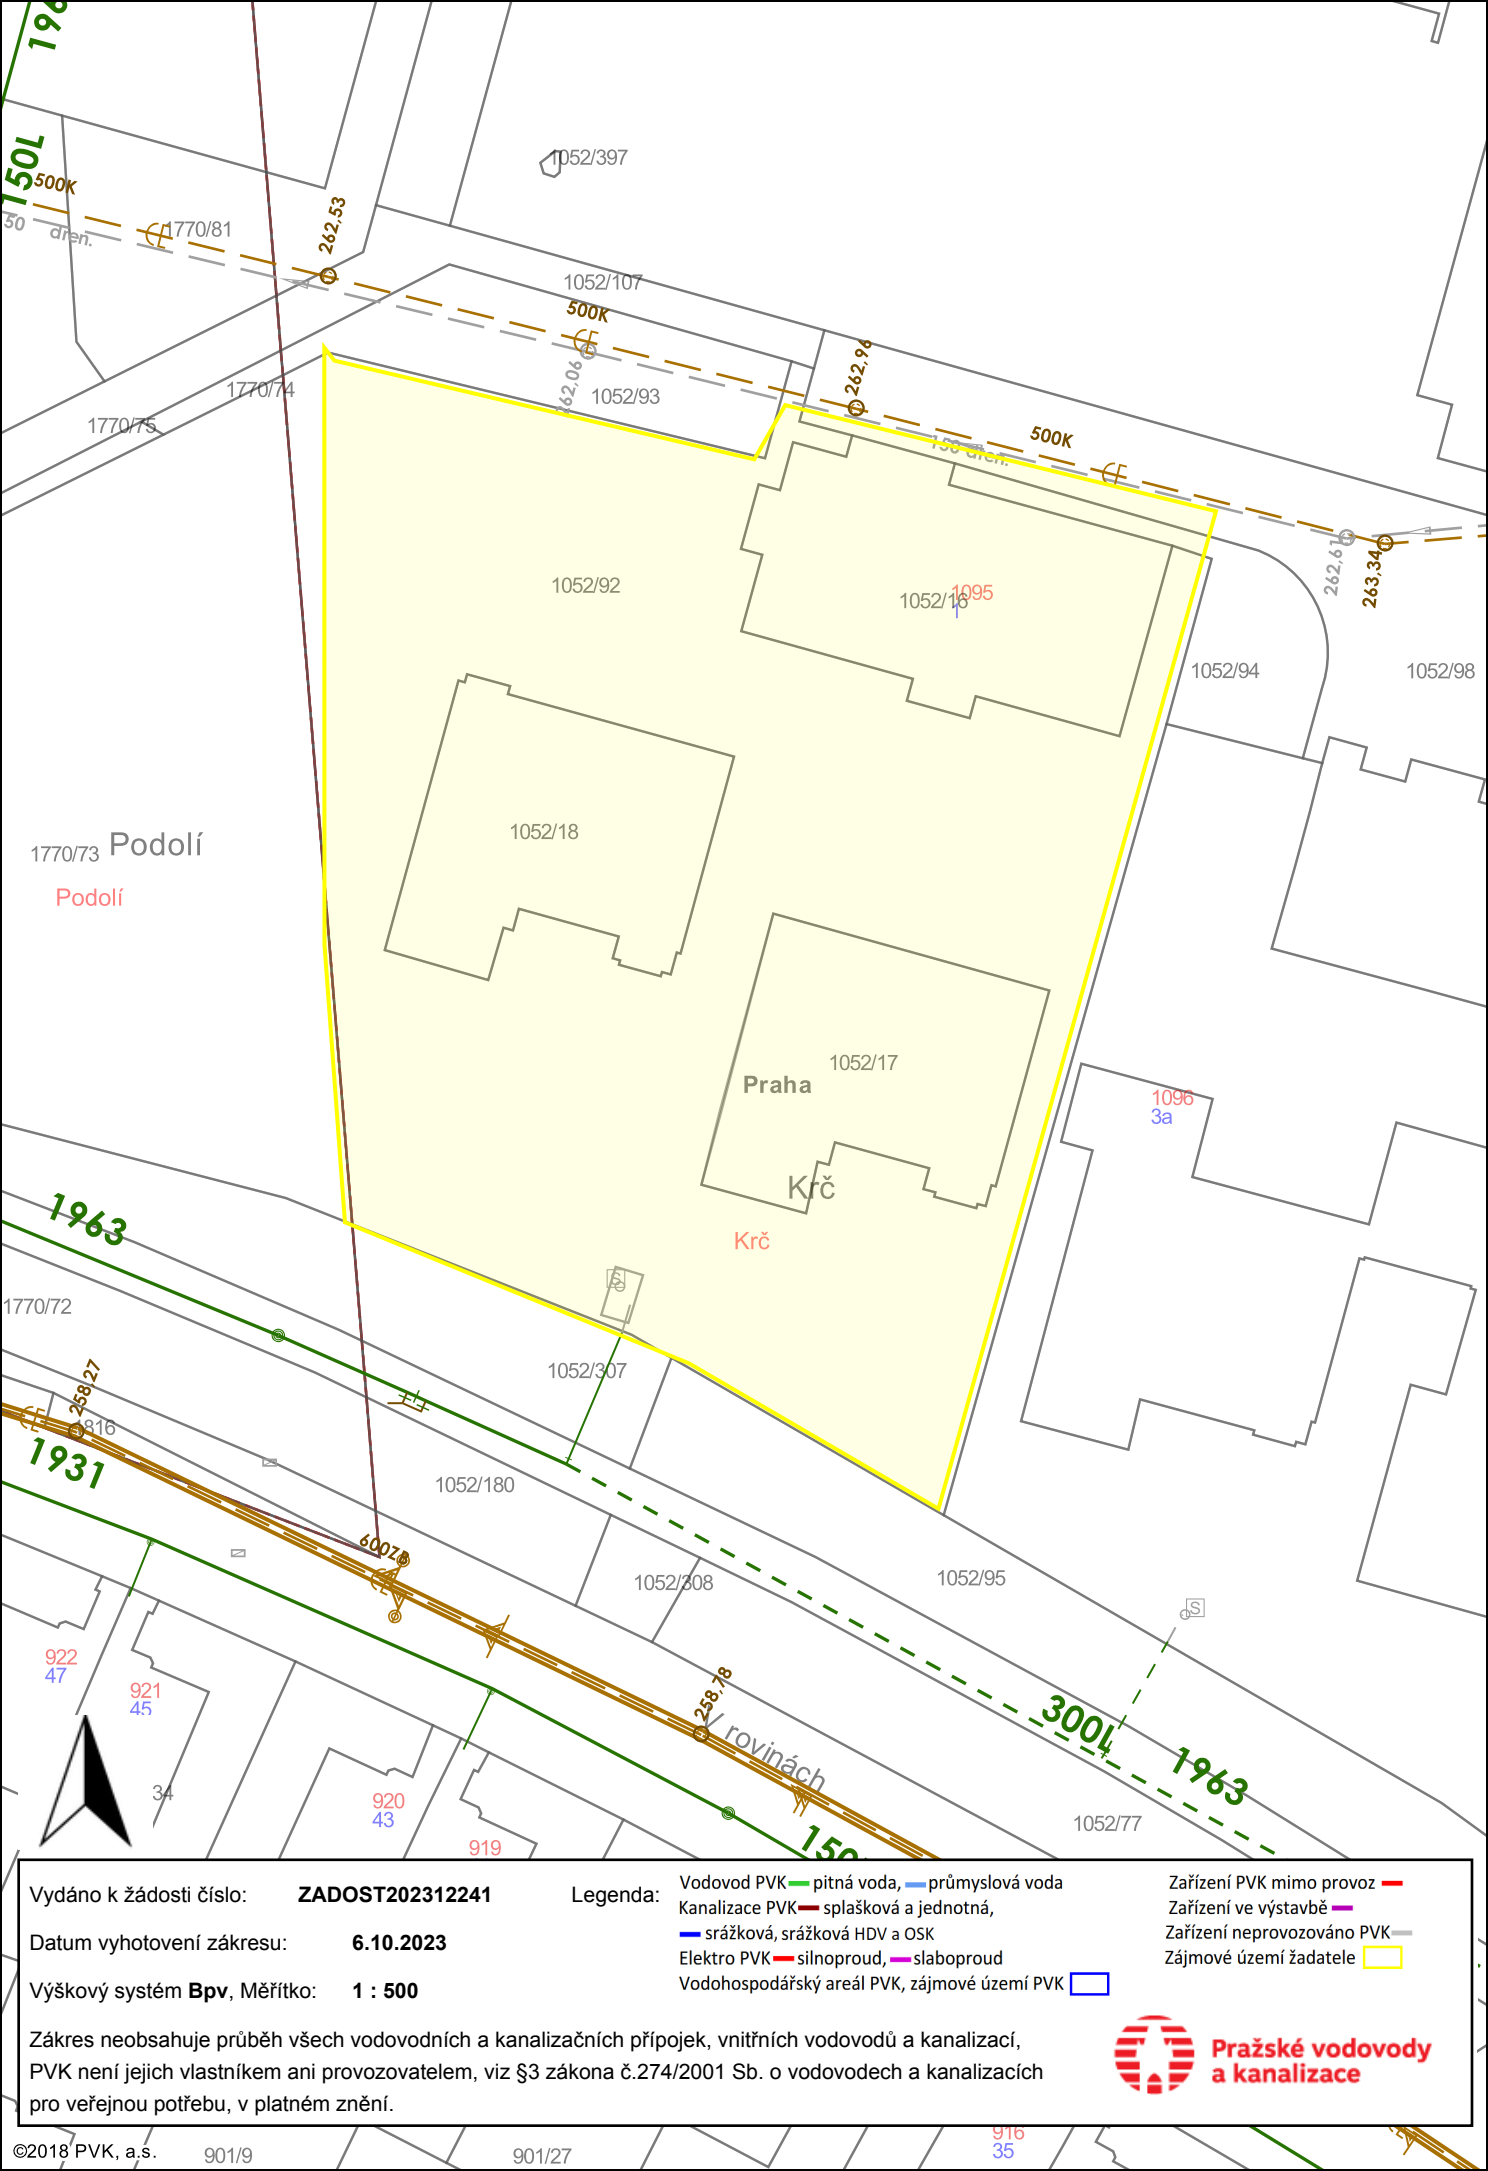 150L
500K
50 dřen.
1770/81
262,53
1052/397
1052/107
500K
262,06
1052/93
262,96
1770/74
1770/75
150 dřen.
500K
262,61
263,34
1052/92
1052/16
1095
1052/94
1052/98
1052/18
1770/73
Podolí
Podolí
1052/17
Praha
1096
3a
Krč
Krč
1963
S
1770/72
1052/307
258,27
1816
1931
1052/180
600ZB
1052/308
1052/95
S
922
47
921
45
258,78
V rovinách
300L
1963
34
920
43
919
1052/77
Vydáno k žádosti číslo: ZADOST202312241
Datum vyhotovení zákresu: 6.10.2023
Výškový systém Bpv, Měřítko: 1 : 500
Legenda:
Vodovod PVK pitná voda, průmyslová voda
Kanalizace PVK splašková a jednotná,
srážková, srážková HDV a OSK
Elektro PVK silnoproud, slaboproud
Vodohospodářský areál PVK, zájmové území PVK
Zařízení PVK mimo provoz
Zařízení ve výstavbě
Zařízení neprovozováno PVK
Zájmové území žadatele
Zákres neobsahuje průběh všech vodovodních a kanalizačních přípojek, vnitřních vodovodů a kanalizací,
PVK není jejich vlastníkem ani provozovatelem, viz §3 zákona č.274/2001 Sb. o vodovodech a kanalizacích
pro veřejnou potřebu, v platném znění.
Pražské vodovody
a kanalizace
©2018 PVK, a.s.
901/9
901/27
916
35